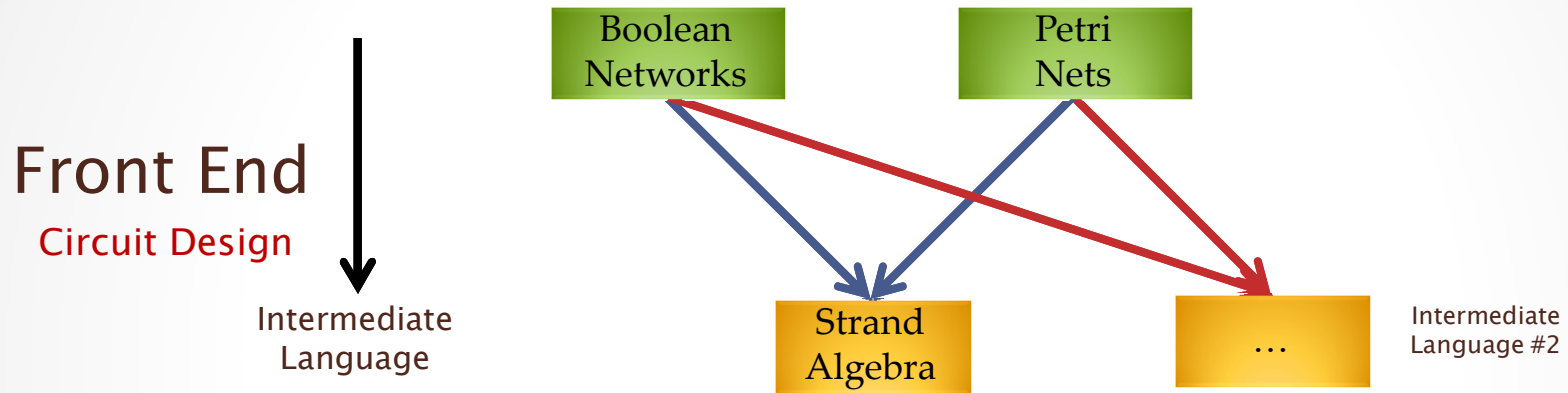 Boolean
Networks
Petri
Nets
Front End
Circuit Design
Intermediate
Language
Strand
Algebra
…
Intermediate
Language #2